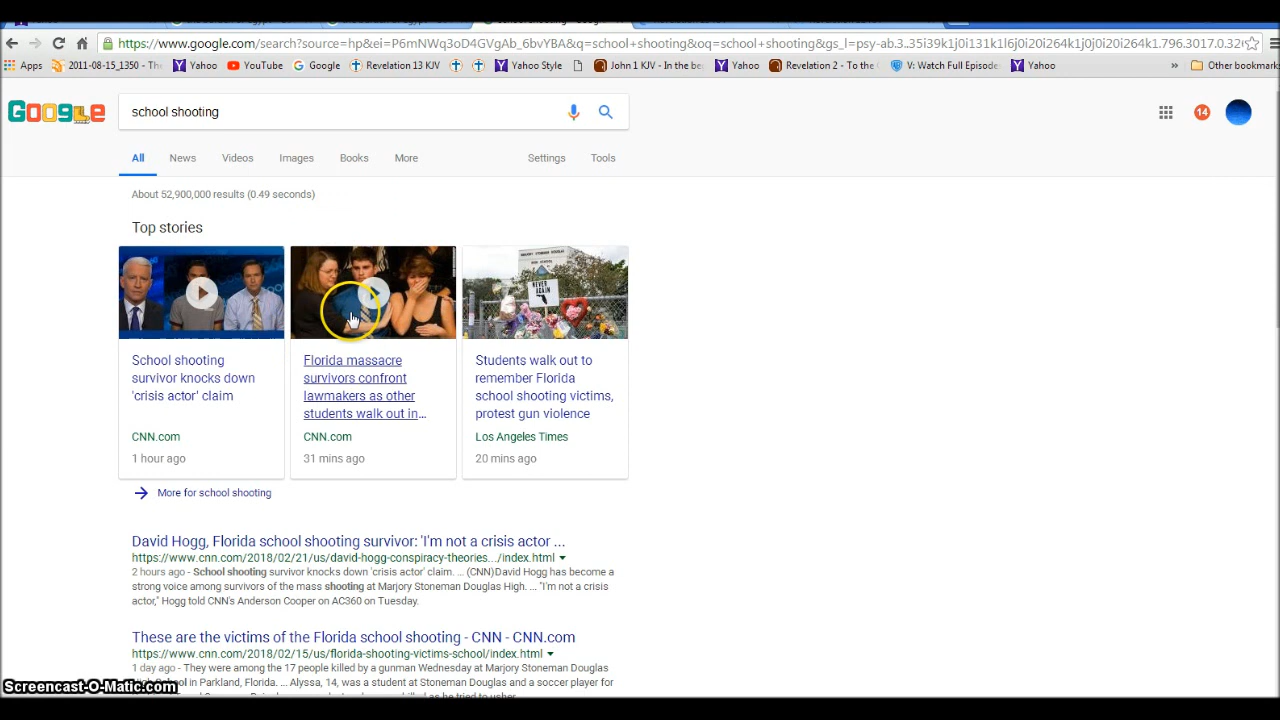 https://www.google.com/search?source=hp&ei=P6mNWq3oD4GVgAb_6bvYBA&q=school+shooting&oq=school+shooting&gs_l=psy-ab.3..35i39k1j0i131k1l6j0i20i264k1j0i20i264k1.796.3017.0.32
Apps 2011-08-15_1350 - The Yahoo YouTube Google Revelation 13 KJV Yahoo Style John 1 KJV - In the be Yahoo Revelation 2 - To the V: Watch Full Episode Yahoo » Other bookmark
Google school shooting 14
All News Videos Images Books More Settings Tools
About 52,900,000 results (0.49 seconds)
Top stories
NEVER AGAIN
School shooting
survivor knocks down
'crisis actor' claim
CNN.com
1 hour ago
Florida massacre
survivors confront
lawmakers as other
students walk out in...
CNN.com
31 mins ago
Students walk out to
remember Florida
school shooting victims,
protest gun violence
Los Angeles Times
20 mins ago
More for school shooting
David Hogg, Florida school shooting survivor: 'I'm not a crisis actor ...
https://www.cnn.com/2018/02/21/us/david-hogg-conspiracy-theories.../index.html
2 hours ago - School shooting survivor knocks down 'crisis actor' claim. ... (CNN)David Hogg has become a
strong voice among survivors of the mass shooting at Marjory Stoneman Douglas High. ... "I'm not a crisis
actor," Hogg told CNN's Anderson Cooper on AC360 on Tuesday.
These are the victims of the Florida school shooting - CNN - CNN.com
https://www.cnn.com/2018/02/15/us/florida-shooting-victims-school/index.html
1 day ago - They were among the 17 people killed by a gunman Wednesday at Marjory Stoneman Douglas
School in Parkland, Florida. ... Alyssa, 14, was a student at Stoneman Douglas and a soccer player for
Screencast-O-Matic.com